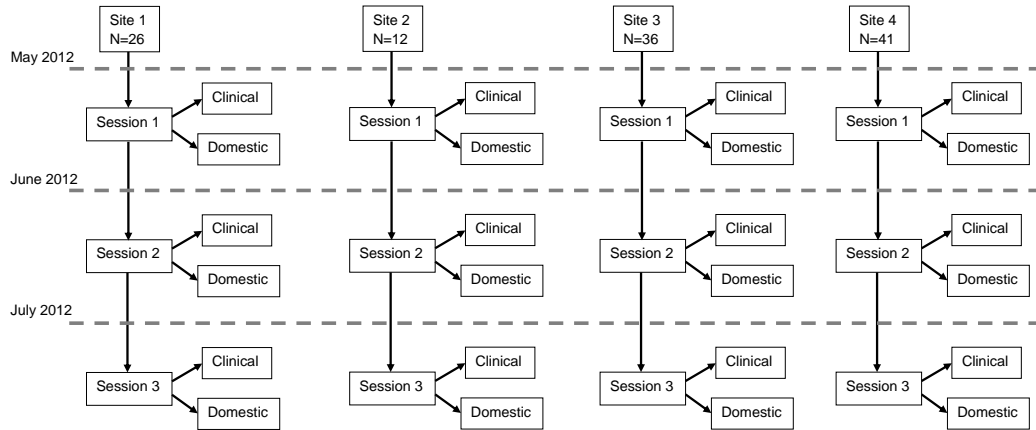 Site 1
N=26
Site 2
N=12
Site 3
N=36
Site 4
N=41
May 2012
Clinical
Clinical
Clinical
Clinical
Session 1
Session 1
Session 1
Session 1
Domestic
Domestic
Domestic
Domestic
June 2012
Clinical
Clinical
Clinical
Clinical
Session 2
Session 2
Session 2
Session 2
Domestic
Domestic
Domestic
Domestic
July 2012
Clinical
Clinical
Clinical
Clinical
Session 3
Session 3
Session 3
Session 3
Domestic
Domestic
Domestic
Domestic